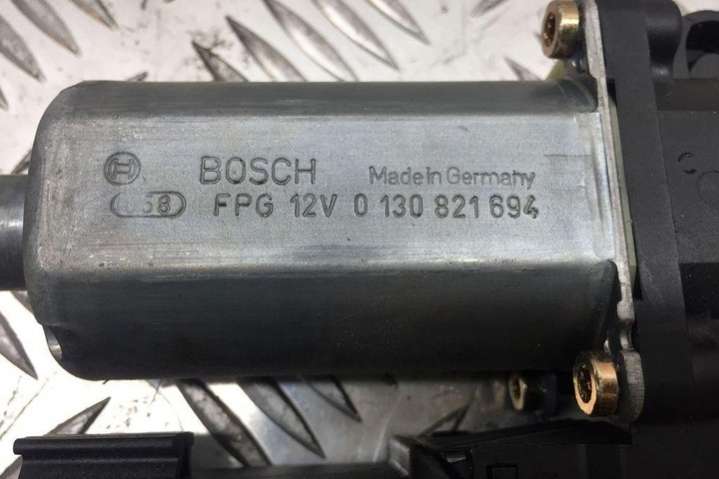 BOSCH Made in Germany
FPG 12V 0 130 821 694